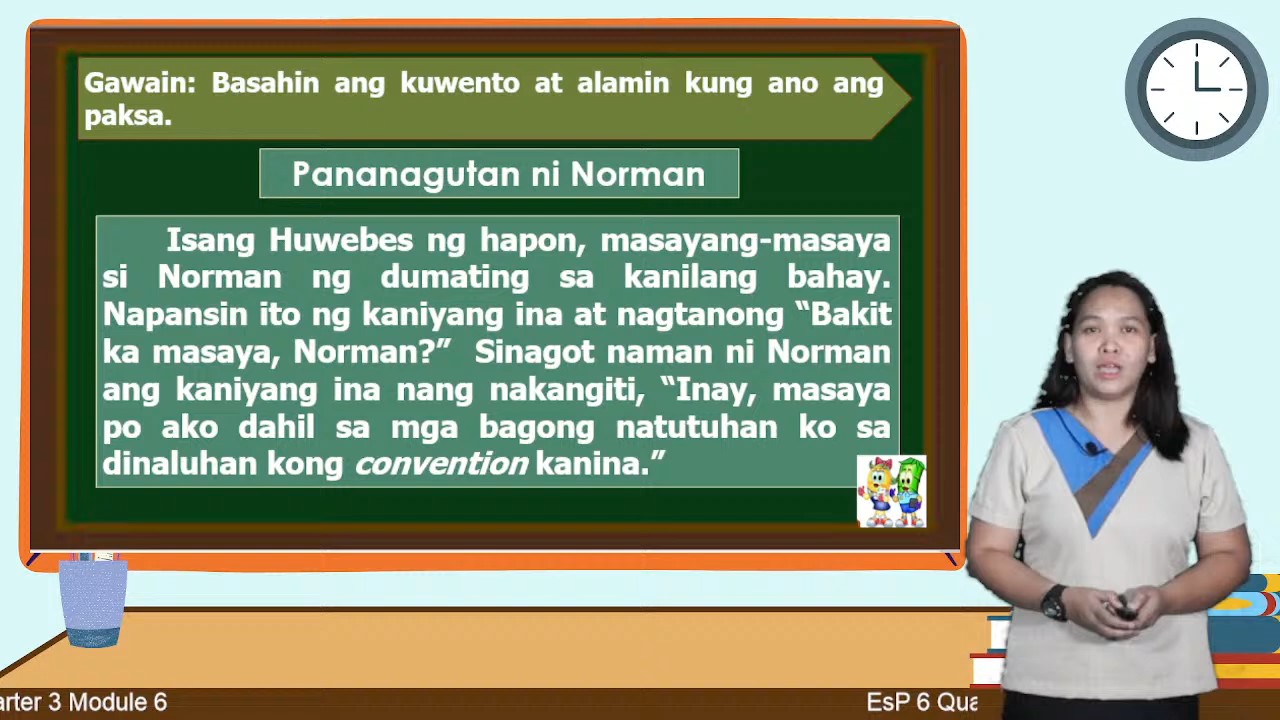 Gawain: Basahin ang kuwento at alamin kung ano ang
paksa.
Pananagutan ni Norman
Isang Huwebes ng hapon, masayang-masaya
si Norman ng dumating sa kanilang bahay.
Napansin ito ng kaniyang ina at nagtanong “Bakit
ka masaya, Norman?” Sinagot naman ni Norman
ang kaniyang ina nang nakangiti, “Inay, masaya
po ako dahil sa mga bagong natutuhan ko sa
dinaluhan kong convention kanina.”
arter 3 Module 6
EsP 6 Qua